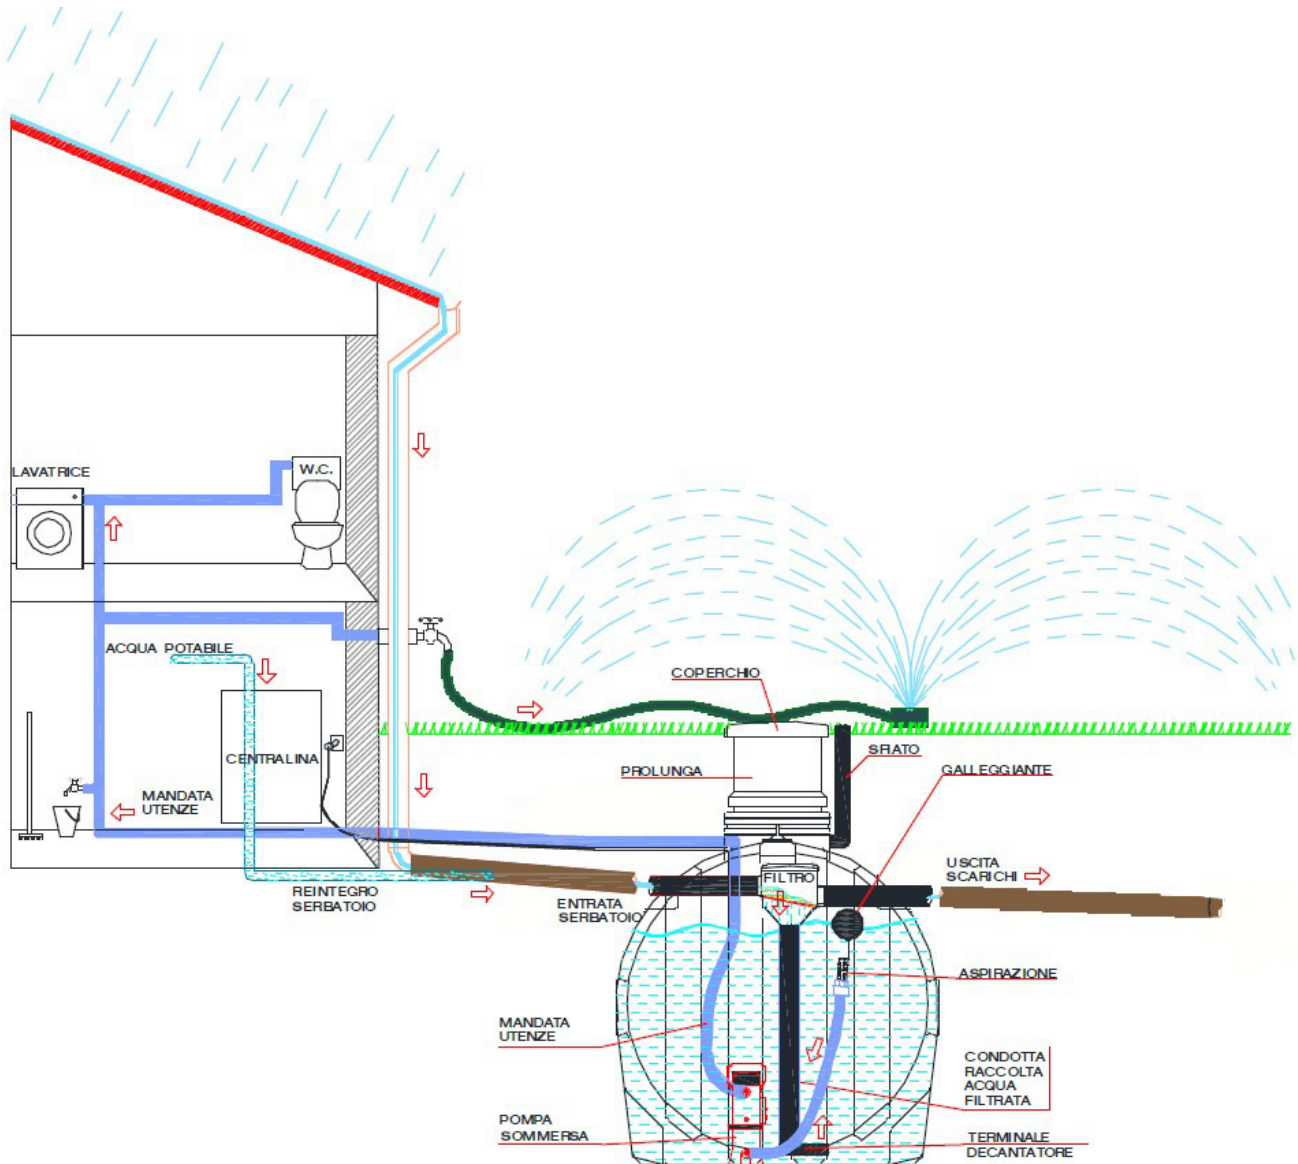 LAVATRICE
W.C.
ACQUA POTABILE
CENTRALINA
MANDATA
UTENZE
REINTEGRO
SERBATOIO
ENTRATA
SERBATOIO
COPERCHIO
PROLUNGA
SFIATO
GALLEGGIANTE
FILTRO
USCITA
SCARICHI
ASPIRAZIONE
MANDATA
UTENZE
CONDOTTA
RACCOLTA
ACQUA
FILTRATA
POMPA
SOMMERSA
TERMINALE
DECANTATORE